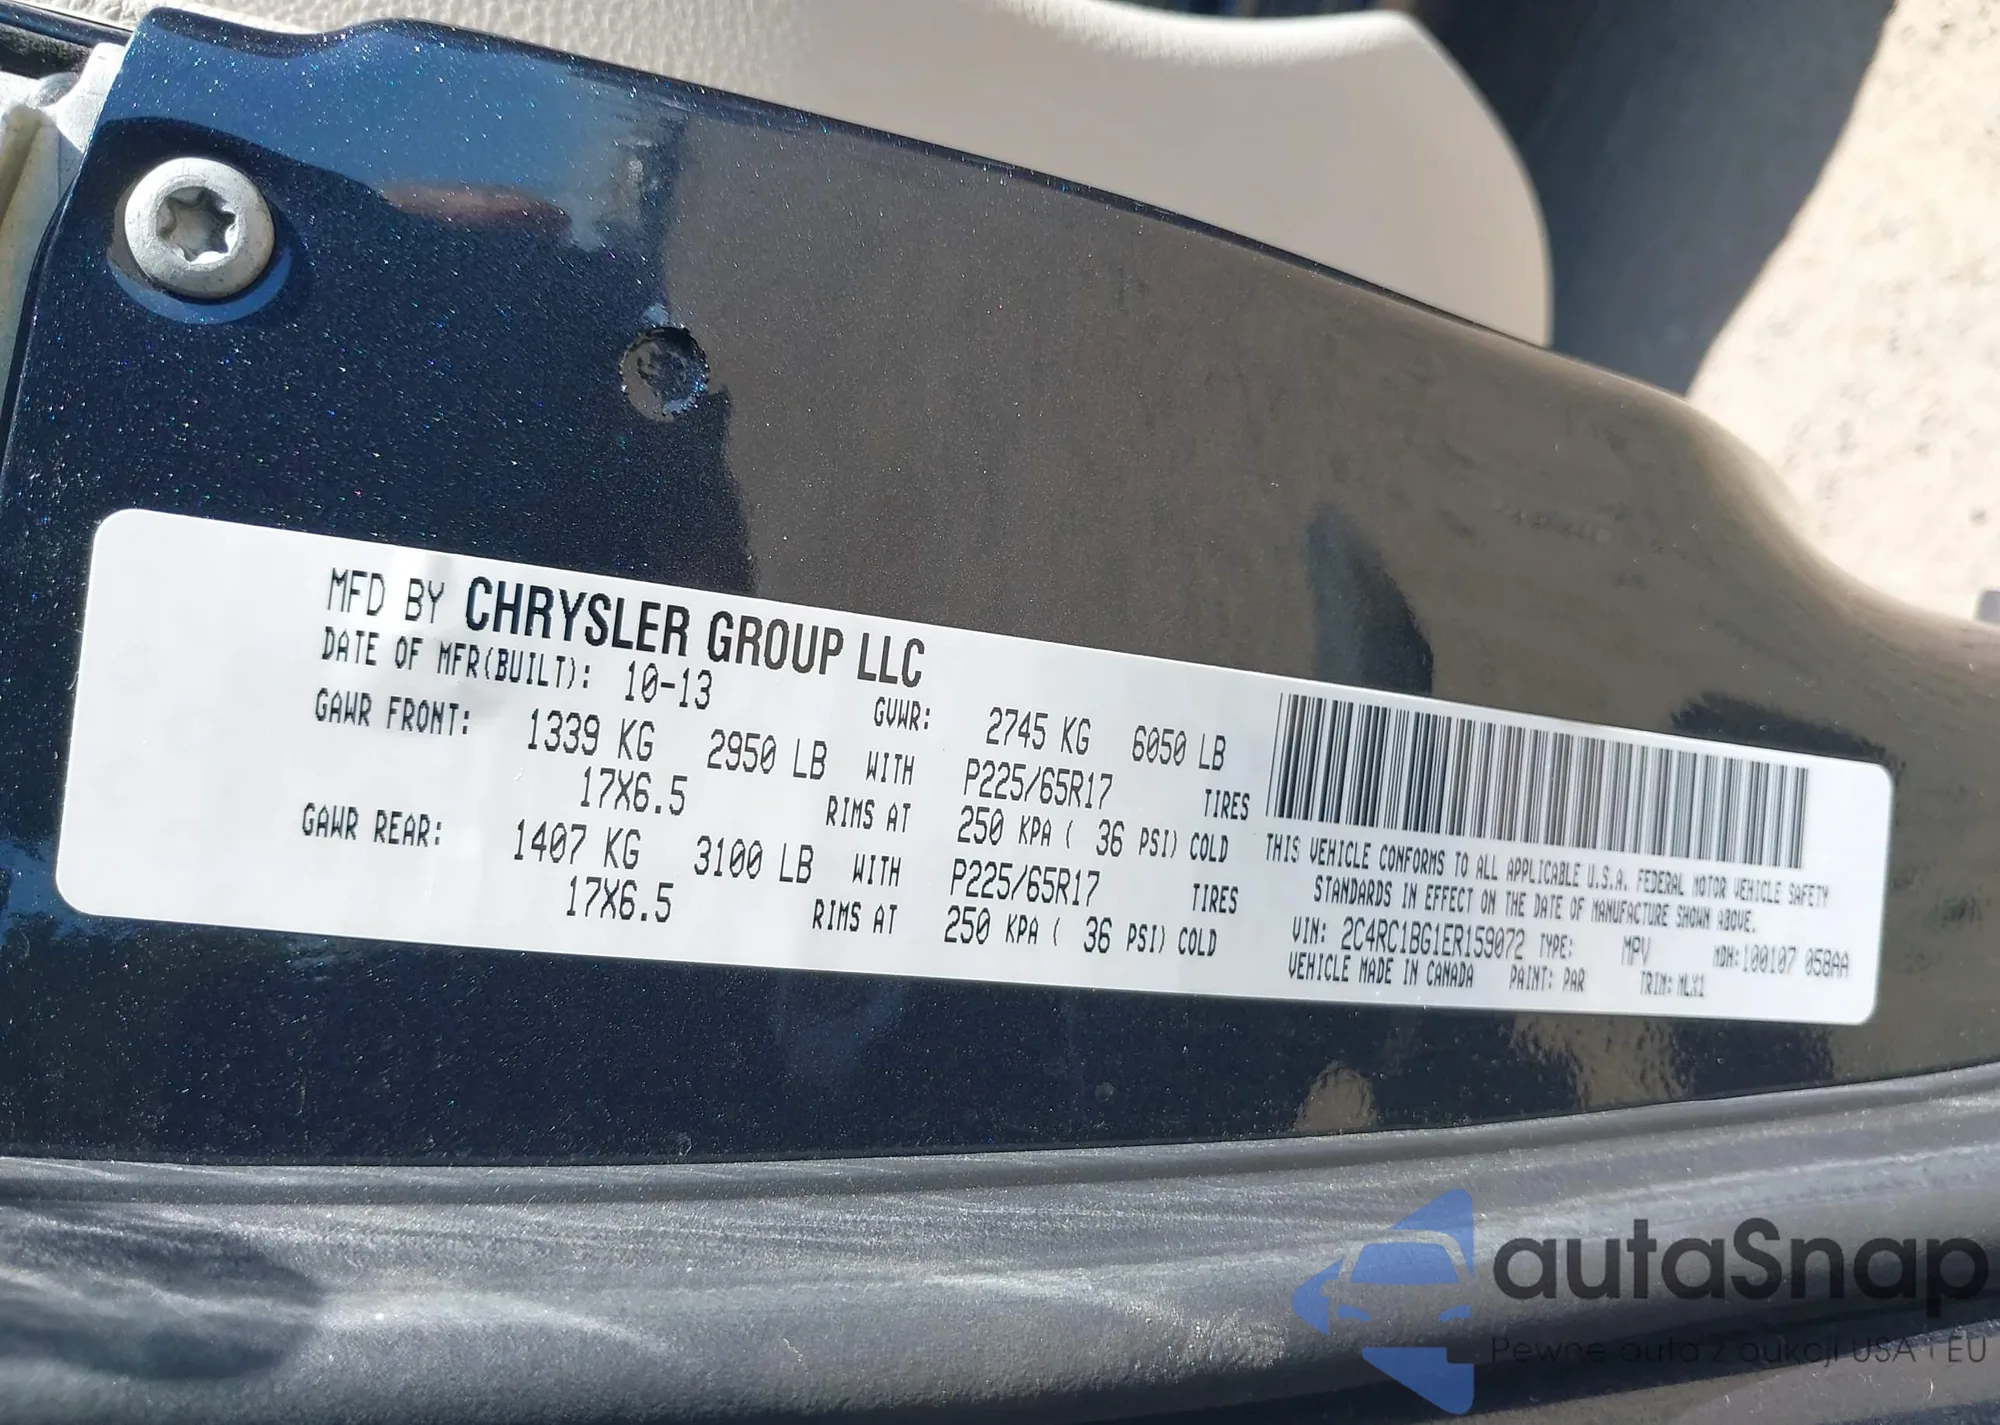 MFD BY CHRYSLER GROUP LLC
DATE OF MFR(BUILT): 10-13 GVWR: 2745 KG 6050 LB
GAWR FRONT: 1339 KG 2950 LB WITH P225/65R17 TIRES
17X6.5 RIMS AT 250 KPA ( 36 PSI) COLD
GAWR REAR: 1407 KG 3100 LB WITH P225/65R17 TIRES
17X6.5 RIMS AT 250 KPA ( 36 PSI) COLD
THIS VEHICLE CONFORMS TO ALL APPLICABLE U.S.A. FEDERAL MOTOR VEHICLE SAFETY
STANDARDS IN EFFECT ON THE DATE OF MANUFACTURE SHOWN ABOVE.
VIN: 2C4RC1BG1ER159072 TYPE: MPV MDH:100107 058AA
VEHICLE MADE IN CANADA PAINT: PAR TRIM: MLX1
autaSnap
Pewne auta z aukcji USA i EU